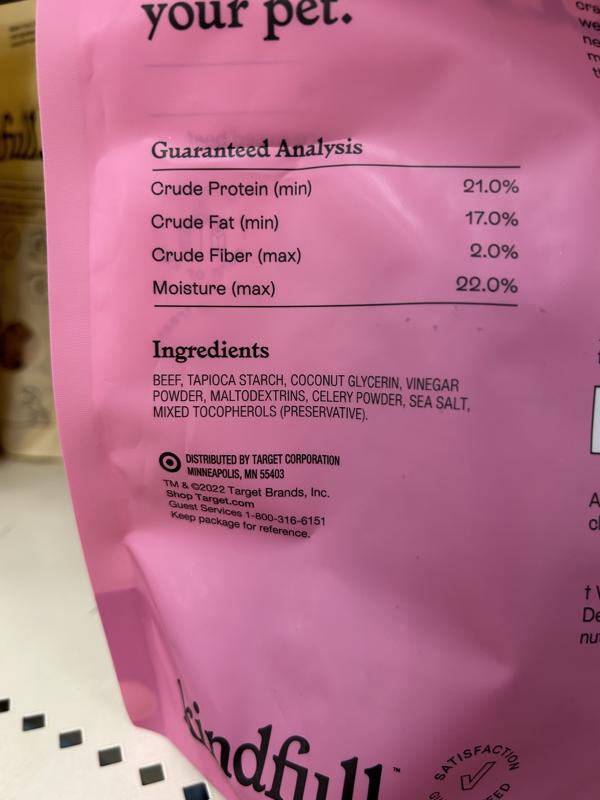 your pet.
Guaranteed Analysis
Crude Protein (min) 21.0%
Crude Fat (min) 17.0%
Crude Fiber (max) 2.0%
Moisture (max) 22.0%
Ingredients
BEEF, TAPIOCA STARCH, COCONUT GLYCERIN, VINEGAR
POWDER, MALTODEXTRINS, CELERY POWDER, SEA SALT,
MIXED TOCOPHEROLS (PRESERVATIVE).
DISTRIBUTED BY TARGET CORPORATION
MINNEAPOLIS, MN 55403
TM & ©2022 Target Brands, Inc.
Shop Target.com
Guest Services 1-800-316-6151
Keep package for reference.
kindfull™
SATISFACTION